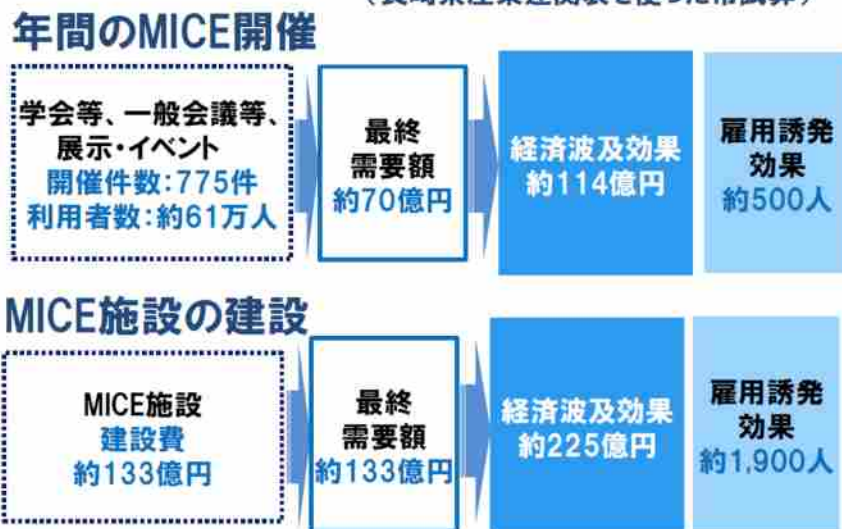 年間のMICE開催
学会等、一般会議等、
展示・イベント
開催件数:775件
利用者数:約61万人
最終
需要額
約70億円
経済波及効果
約114億円
雇用誘発
効果
約500人
MICE施設の建設
MICE施設
建設費
約133億円
最終
需要額
約133億円
経済波及効果
約225億円
雇用誘発
効果
約1,900人